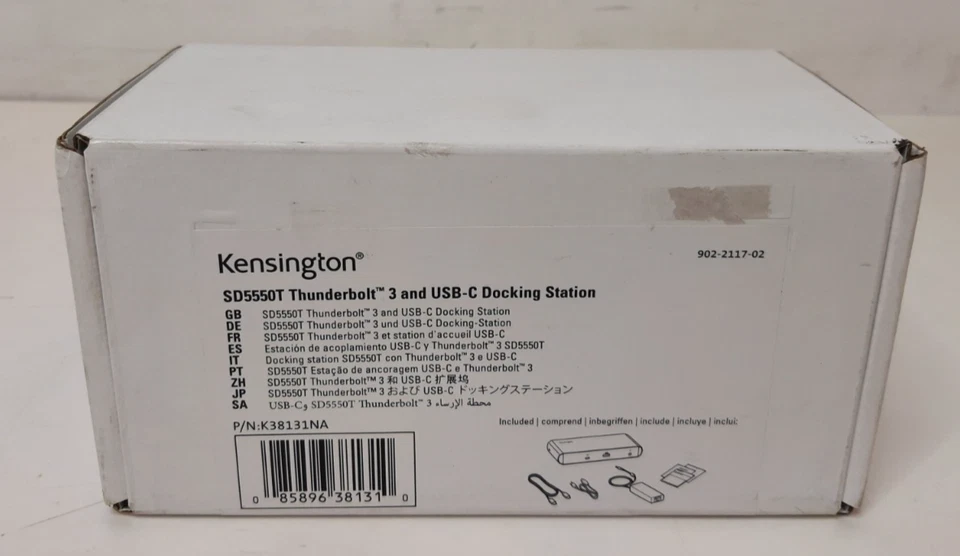 Kensington®
902-2117-02
SD5550T Thunderbolt™ 3 and USB-C Docking Station
GB SD5550T Thunderbolt™ 3 and USB-C Docking Station
DE SD5550T Thunderbolt™ 3 und USB-C Docking-Station
FR SD5550T Thunderbolt™ 3 et station d'accueil USB-C
ES Estación de acoplamiento USB-C y Thunderbolt™ 3 SD5550T
IT Docking station SD5550T con Thunderbolt™ 3 e USB-C
PT SD5550T Estação de ancoragem USB-C e Thunderbolt™ 3
ZH SD5550T Thunderbolt™ 3 和 USB-C 扩展坞
JP SD5550T Thunderbolt™ 3 および USB-C ドッキングステーション
SA محطة الإرساء SD5550T Thunderbolt™ 3 و USB-C
P/N:K38131NA
Included | comprend | inbegriffen | include | incluye | inclui:
0 85896 38131 0